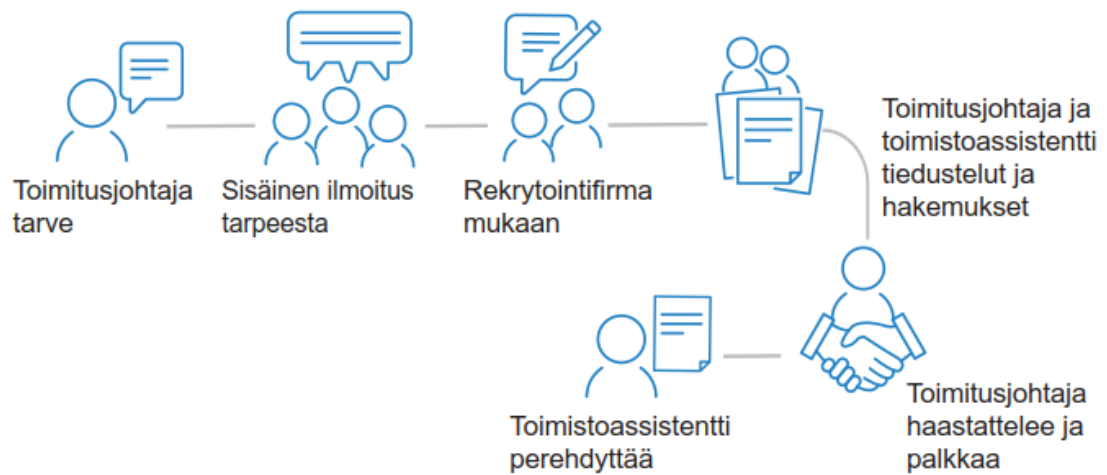 Toimitusjohtaja
tarve
Sisäinen ilmoitus
tarpeesta
Rekrytointifirma
mukaan
Toimitusjohtaja ja
toimistoassistentti
tiedustelut ja
hakemukset
Toimitusjohtaja
haastattelee ja
palkkaa
Toimistoassistentti
perehdyttää